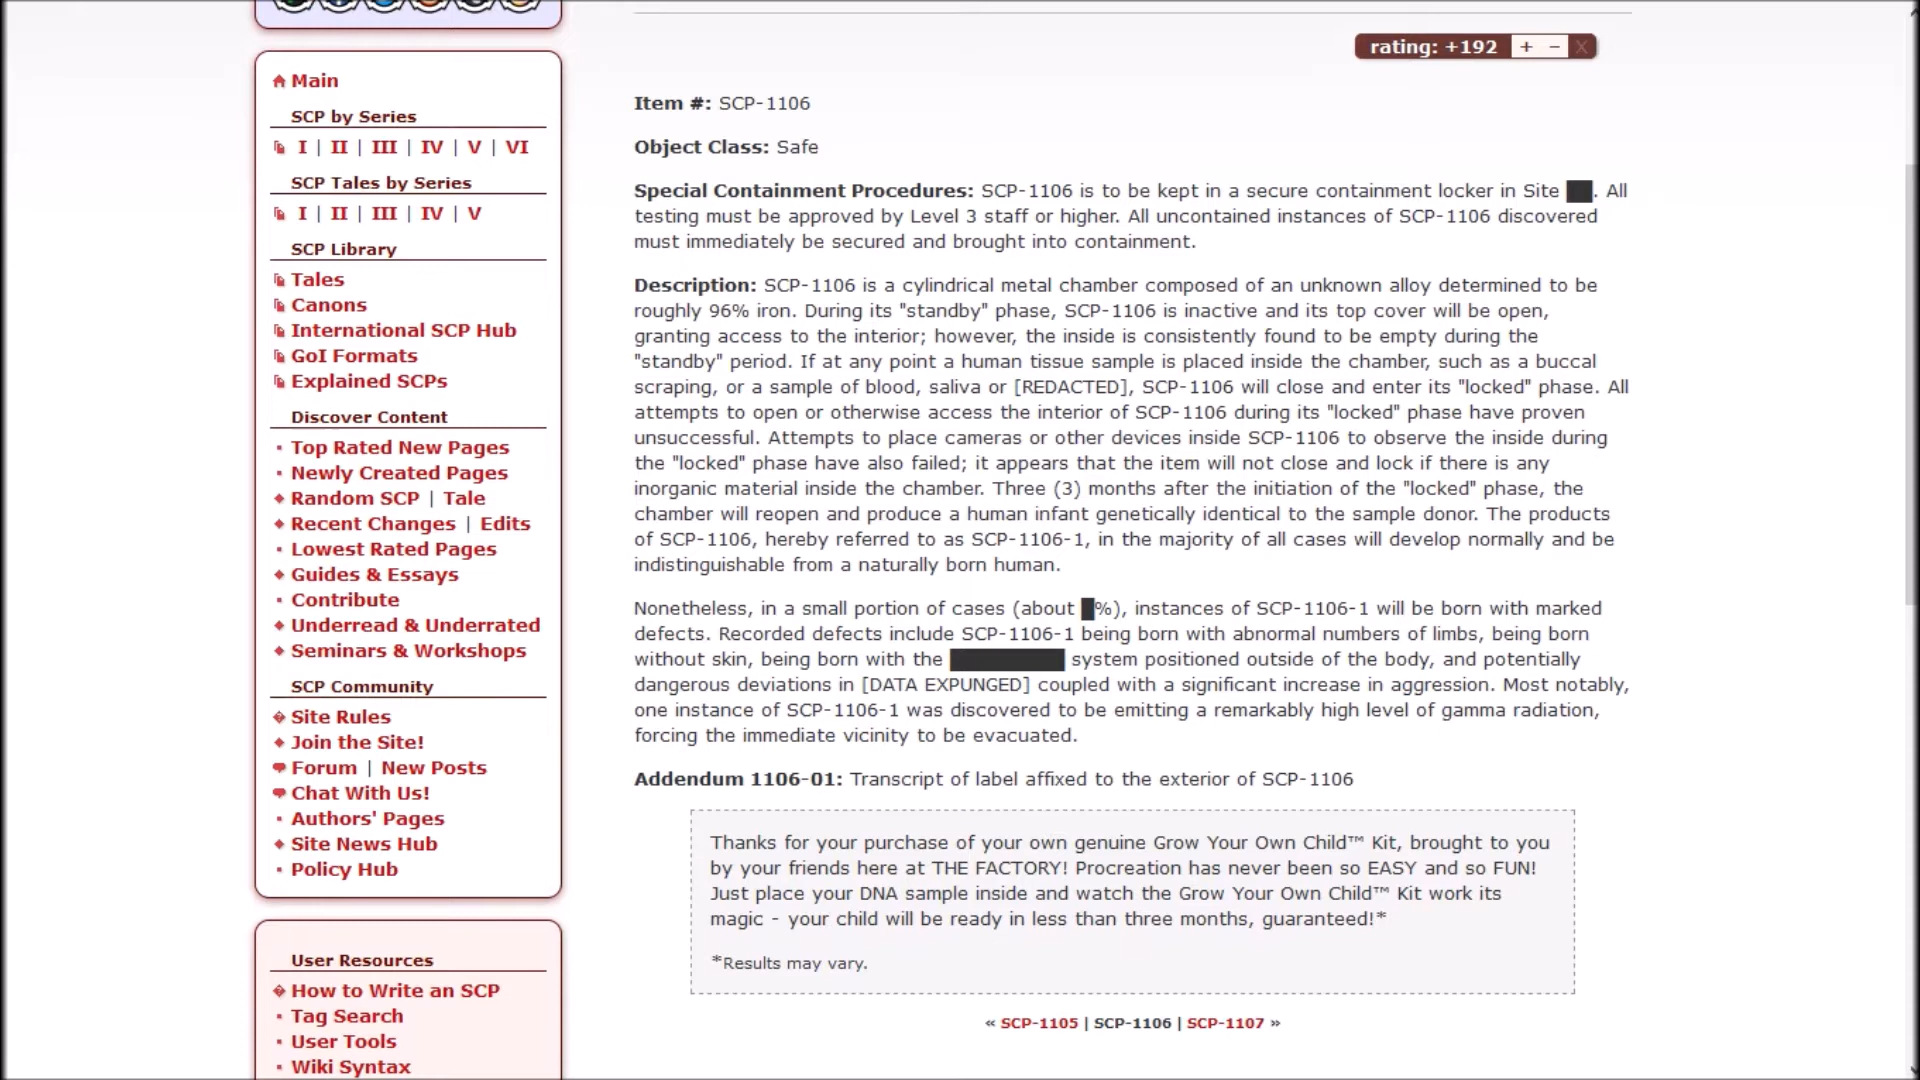 Main
SCP by Series
I | II | III | IV | V | VI
SCP Tales by Series
I | II | III | IV | V
SCP Library
Tales
Canons
International SCP Hub
GoI Formats
Explained SCPs
Discover Content
Top Rated New Pages
Newly Created Pages
Random SCP | Tale
Recent Changes | Edits
Lowest Rated Pages
Guides & Essays
Contribute
Underread & Underrated
Seminars & Workshops
SCP Community
Site Rules
Join the Site!
Forum | New Posts
Chat With Us!
Authors' Pages
Site News Hub
Policy Hub
User Resources
How to Write an SCP
Tag Search
User Tools
Wiki Syntax
rating: +192 + − X
Item #: SCP-1106
Object Class: Safe
Special Containment Procedures: SCP-1106 is to be kept in a secure containment locker in Site ██. All
testing must be approved by Level 3 staff or higher. All uncontained instances of SCP-1106 discovered
must immediately be secured and brought into containment.
Description: SCP-1106 is a cylindrical metal chamber composed of an unknown alloy determined to be
roughly 96% iron. During its "standby" phase, SCP-1106 is inactive and its top cover will be open,
granting access to the interior; however, the inside is consistently found to be empty during the
"standby" period. If at any point a human tissue sample is placed inside the chamber, such as a buccal
scraping, or a sample of blood, saliva or [REDACTED], SCP-1106 will close and enter its "locked" phase. All
attempts to open or otherwise access the interior of SCP-1106 during its "locked" phase have proven
unsuccessful. Attempts to place cameras or other devices inside SCP-1106 to observe the inside during
the "locked" phase have also failed; it appears that the item will not close and lock if there is any
inorganic material inside the chamber. Three (3) months after the initiation of the "locked" phase, the
chamber will reopen and produce a human infant genetically identical to the sample donor. The products
of SCP-1106, hereby referred to as SCP-1106-1, in the majority of all cases will develop normally and be
indistinguishable from a naturally born human.
Nonetheless, in a small portion of cases (about █%), instances of SCP-1106-1 will be born with marked
defects. Recorded defects include SCP-1106-1 being born with abnormal numbers of limbs, being born
without skin, being born with the █████████ system positioned outside of the body, and potentially
dangerous deviations in [DATA EXPUNGED] coupled with a significant increase in aggression. Most notably,
one instance of SCP-1106-1 was discovered to be emitting a remarkably high level of gamma radiation,
forcing the immediate vicinity to be evacuated.
Addendum 1106-01: Transcript of label affixed to the exterior of SCP-1106
Thanks for your purchase of your own genuine Grow Your Own Child™ Kit, brought to you
by your friends here at THE FACTORY! Procreation has never been so EASY and so FUN!
Just place your DNA sample inside and watch the Grow Your Own Child™ Kit work its
magic - your child will be ready in less than three months, guaranteed!*
*Results may vary.
« SCP-1105 | SCP-1106 | SCP-1107 »